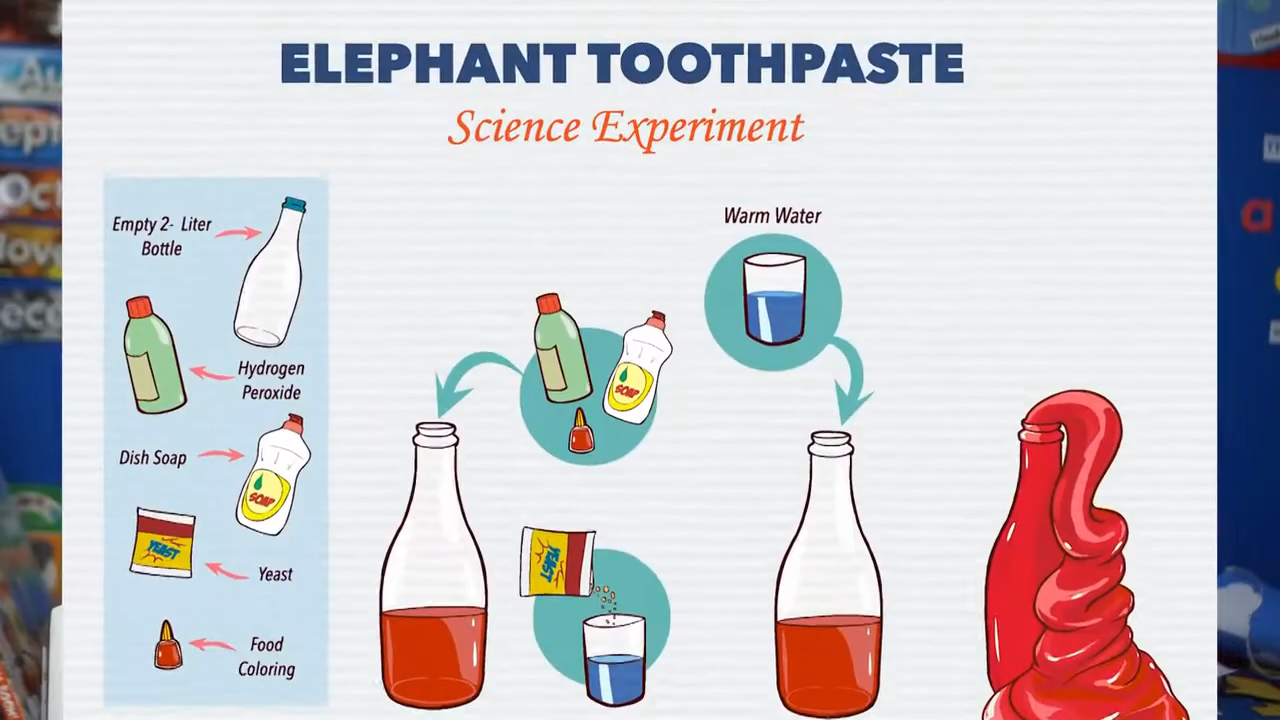 ELEPHANT TOOTHPASTE
Science Experiment
Empty 2- Liter
Bottle
Hydrogen
Peroxide
Dish Soap
SOAP
YEAST
Yeast
Food
Coloring
SOAP
YEAST
Warm Water